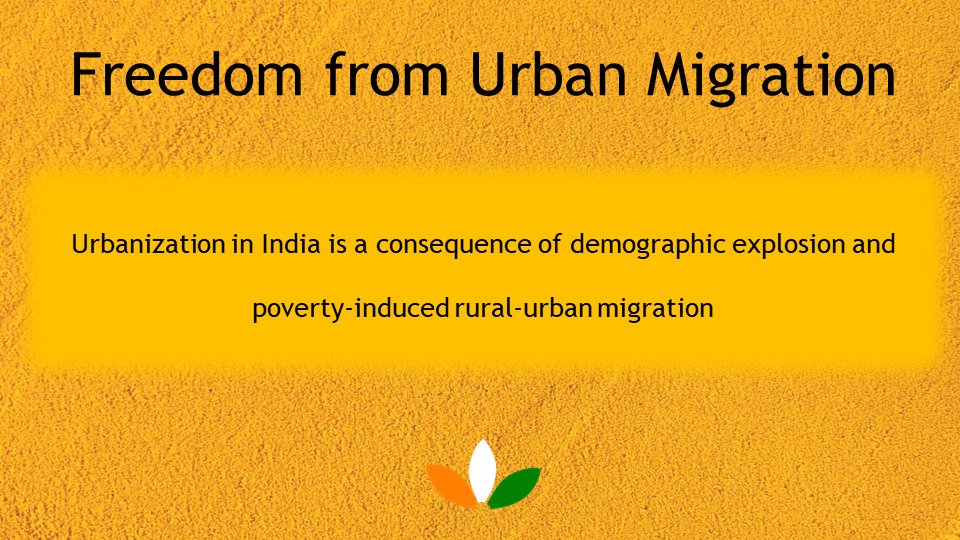 Freedom from Urban Migration
Urbanization in India is a consequence of demographic explosion and
poverty-induced rural-urban migration